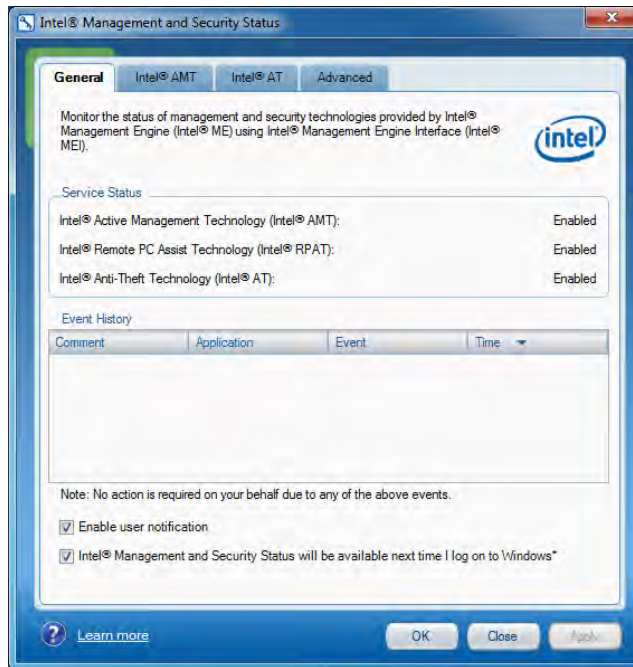 Intel® Management and Security Status
General Intel® AMT Intel® AT Advanced
Monitor the status of management and security technologies provided by Intel®
Management Engine (Intel® ME) using Intel® Management Engine Interface (Intel®
MEI).
intel
Service Status
Intel® Active Management Technology (Intel® AMT): Enabled
Intel® Remote PC Assist Technology (Intel® RPAT): Enabled
Intel® Anti-Theft Technology (Intel® AT): Enabled
Event History
Comment Application Event Time
Note: No action is required on your behalf due to any of the above events.
Enable user notification
Intel® Management and Security Status will be available next time I log on to Windows*
? Learn more OK Close Apply